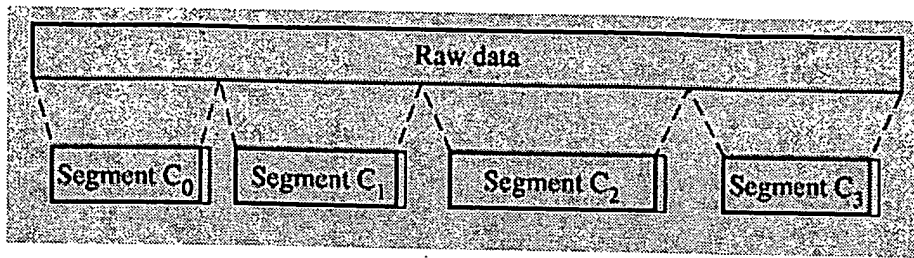 Raw data
Segment C0
Segment C1
Segment C2
Segment C3